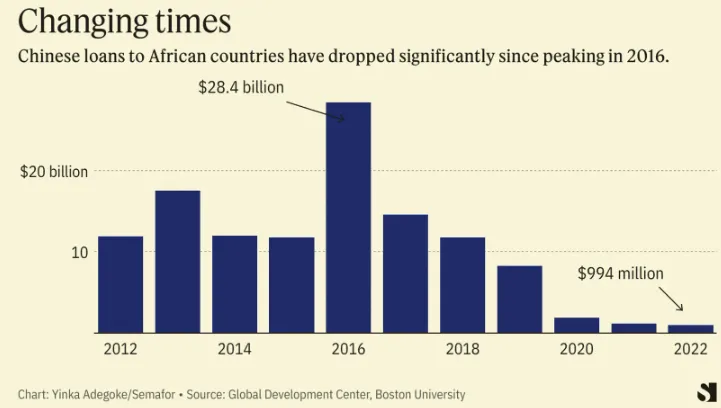 Changing times
Chinese loans to African countries have dropped significantly since peaking in 2016.
$28.4 billion
$20 billion
10
$994 million
2012 2014 2016 2018 2020 2022
Chart: Yinka Adegoke/Semafor • Source: Global Development Center, Boston University